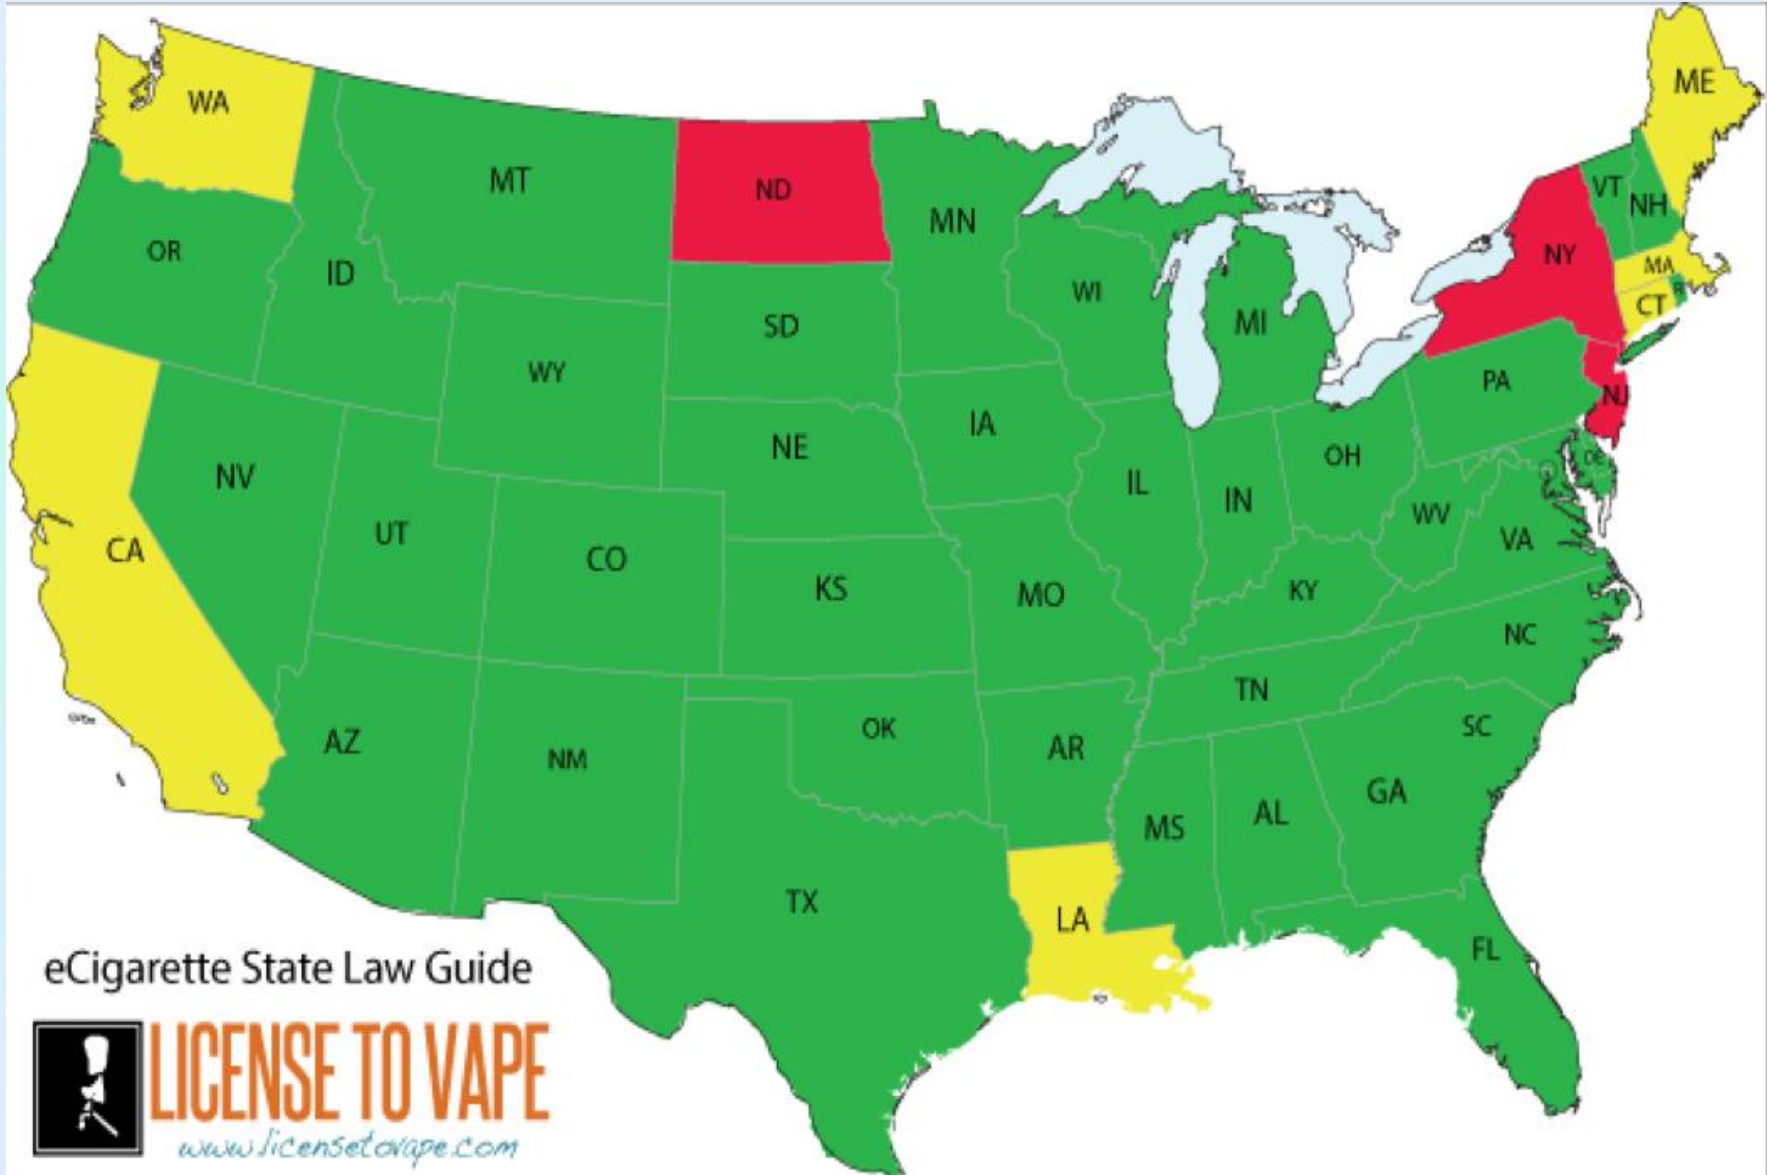 WA
ME
MT
ND
VT
MN
NH
OR
NY
ID
MA
R
WI
CT
SD
MI
WY
PA
NJ
IA
NE
OH
DE
NV
IL
IN
WV
UT
VA
CA
CO
KS
KY
MO
NC
TN
SC
OK
AZ
AR
NM
GA
AL
MS
TX
LA
FL
eCigarette State Law Guide
LICENSE TO VAPE
www.licensetovape.com